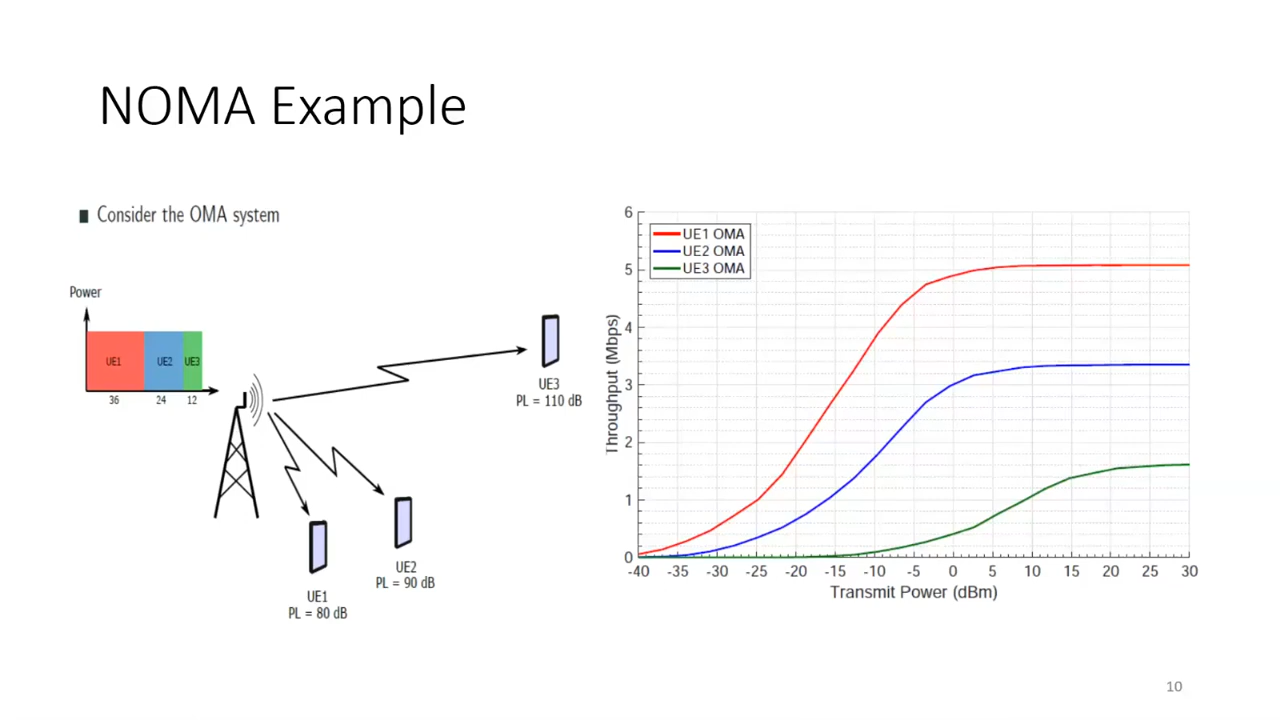 NOMA Example
■ Consider the OMA system
Power
UE1 UE2 UE3
36 24 12
UE3
PL = 110 dB
UE2
PL = 90 dB
UE1
PL = 80 dB
UE1 OMA
UE2 OMA
UE3 OMA
Throughput (Mbps)
6
5
4
3
2
1
0
-40 -35 -30 -25 -20 -15 -10 -5 0 5 10 15 20 25 30
Transmit Power (dBm)
10